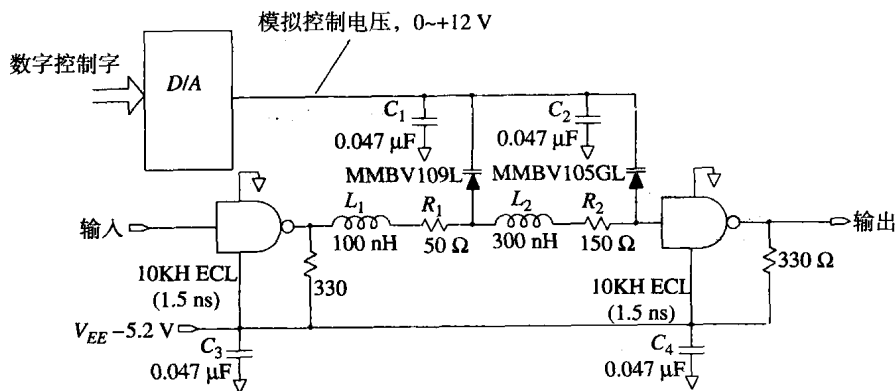 模拟控制电压，0~+12 V
数字控制字
D/A
C1
0.047 μF
C2
0.047 μF
MMBV109L
MMBV105GL
L1
100 nH
R1
50 Ω
L2
300 nH
R2
150 Ω
输入
输出
10KH ECL
(1.5 ns)
330
10KH ECL
(1.5 ns)
330 Ω
VEE −5.2 V
C3
0.047 μF
C4
0.047 μF